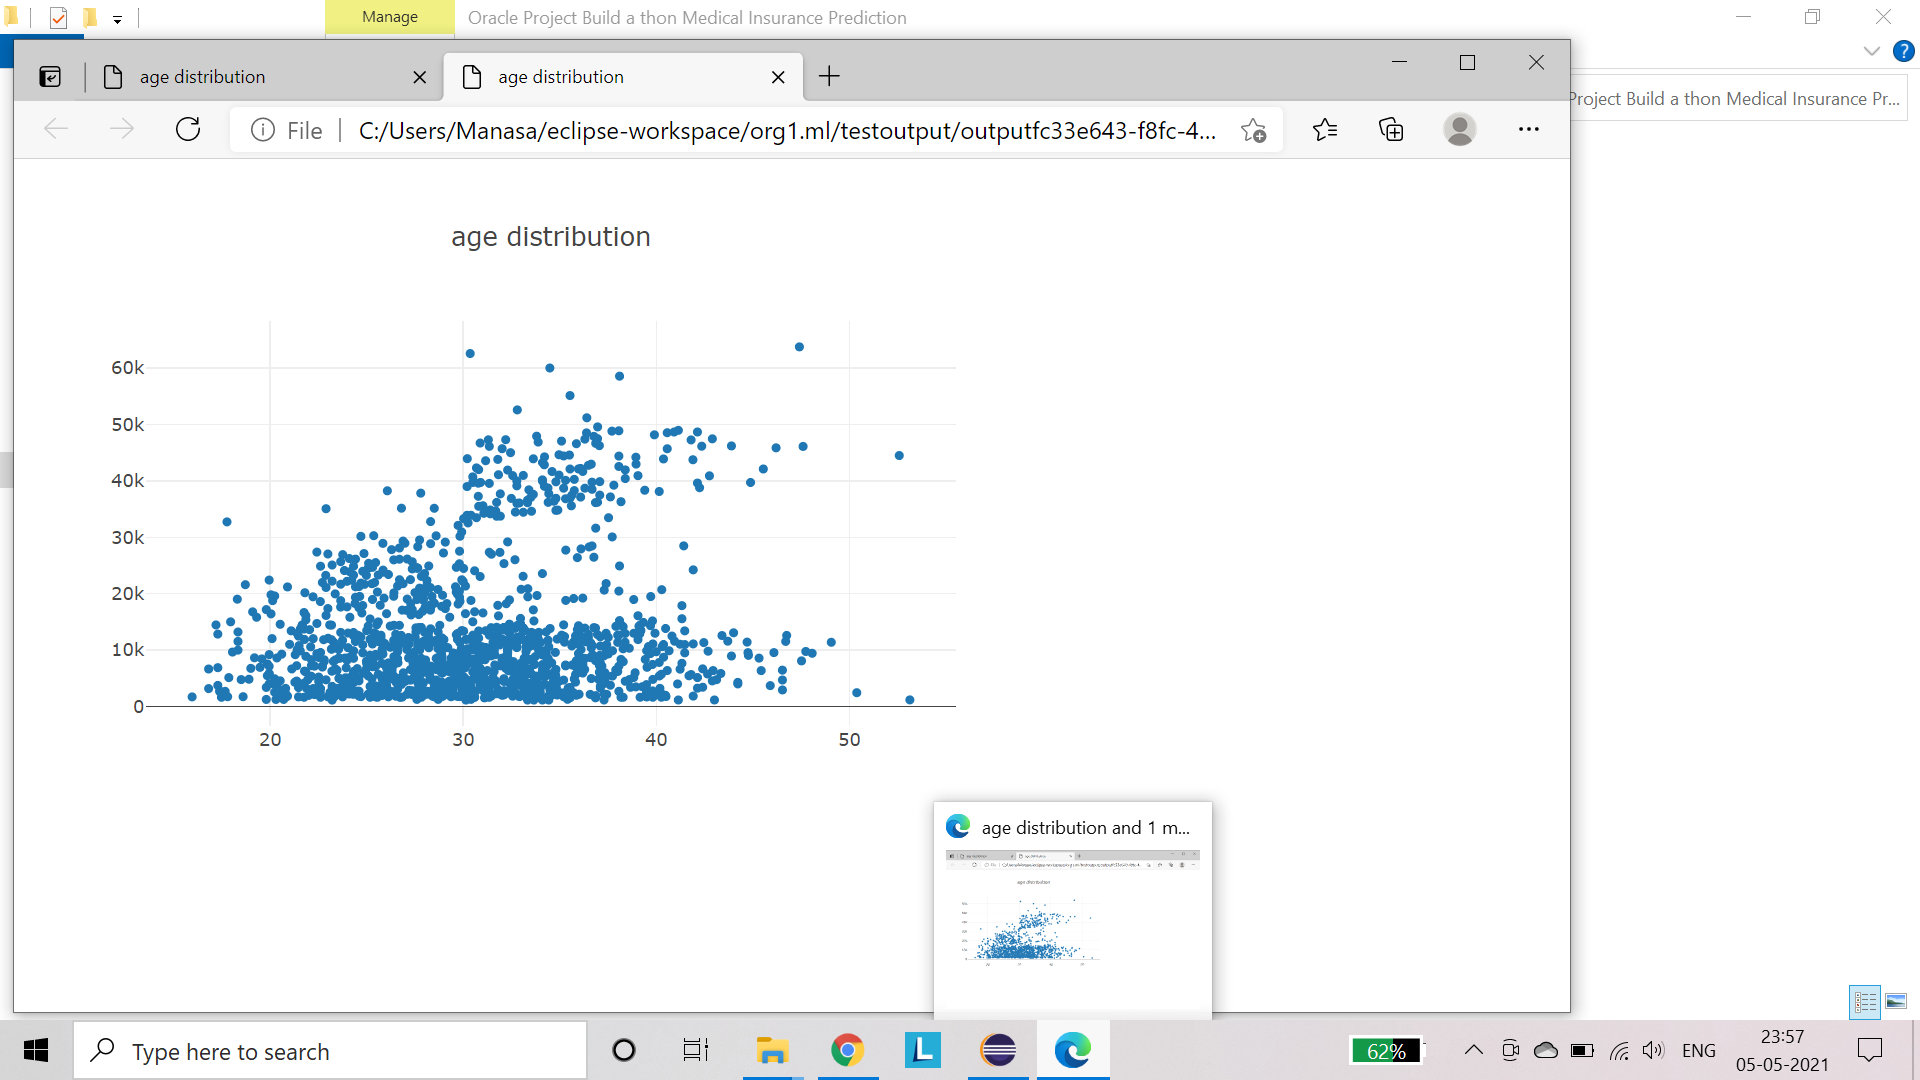 Manage
Oracle Project Build a thon Medical Insurance Prediction
age distribution
age distribution
File
C:/Users/Manasa/eclipse-workspace/org1.ml/testoutput/outputfc33e643-f8fc-4...
Project Build a thon Medical Insurance Pr...
age distribution
60k
50k
40k
30k
20k
10k
0
20
30
40
50
age distribution and 1 m...
Type here to search
62%
ENG
23:57
05-05-2021